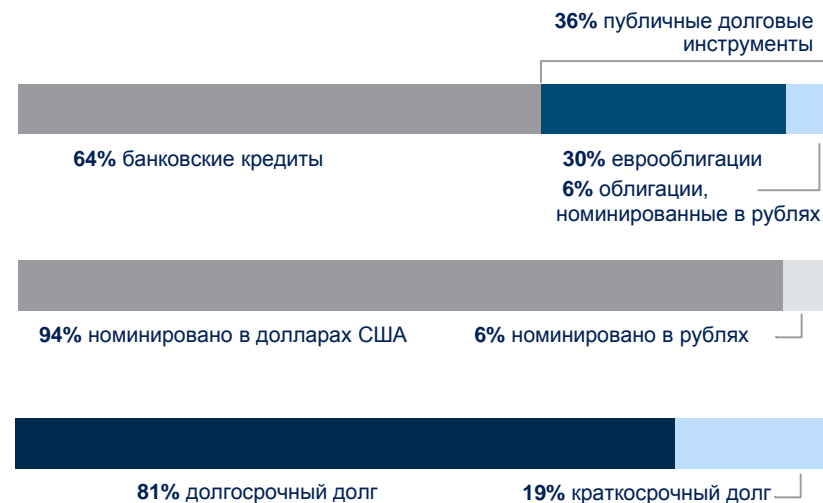 36% публичные долговые
инструменты
64% банковские кредиты
30% еврооблигации
6% облигации,
номинированные в рублях
94% номинировано в долларах США
6% номинировано в рублях
81% долгосрочный долг
19% краткосрочный долг